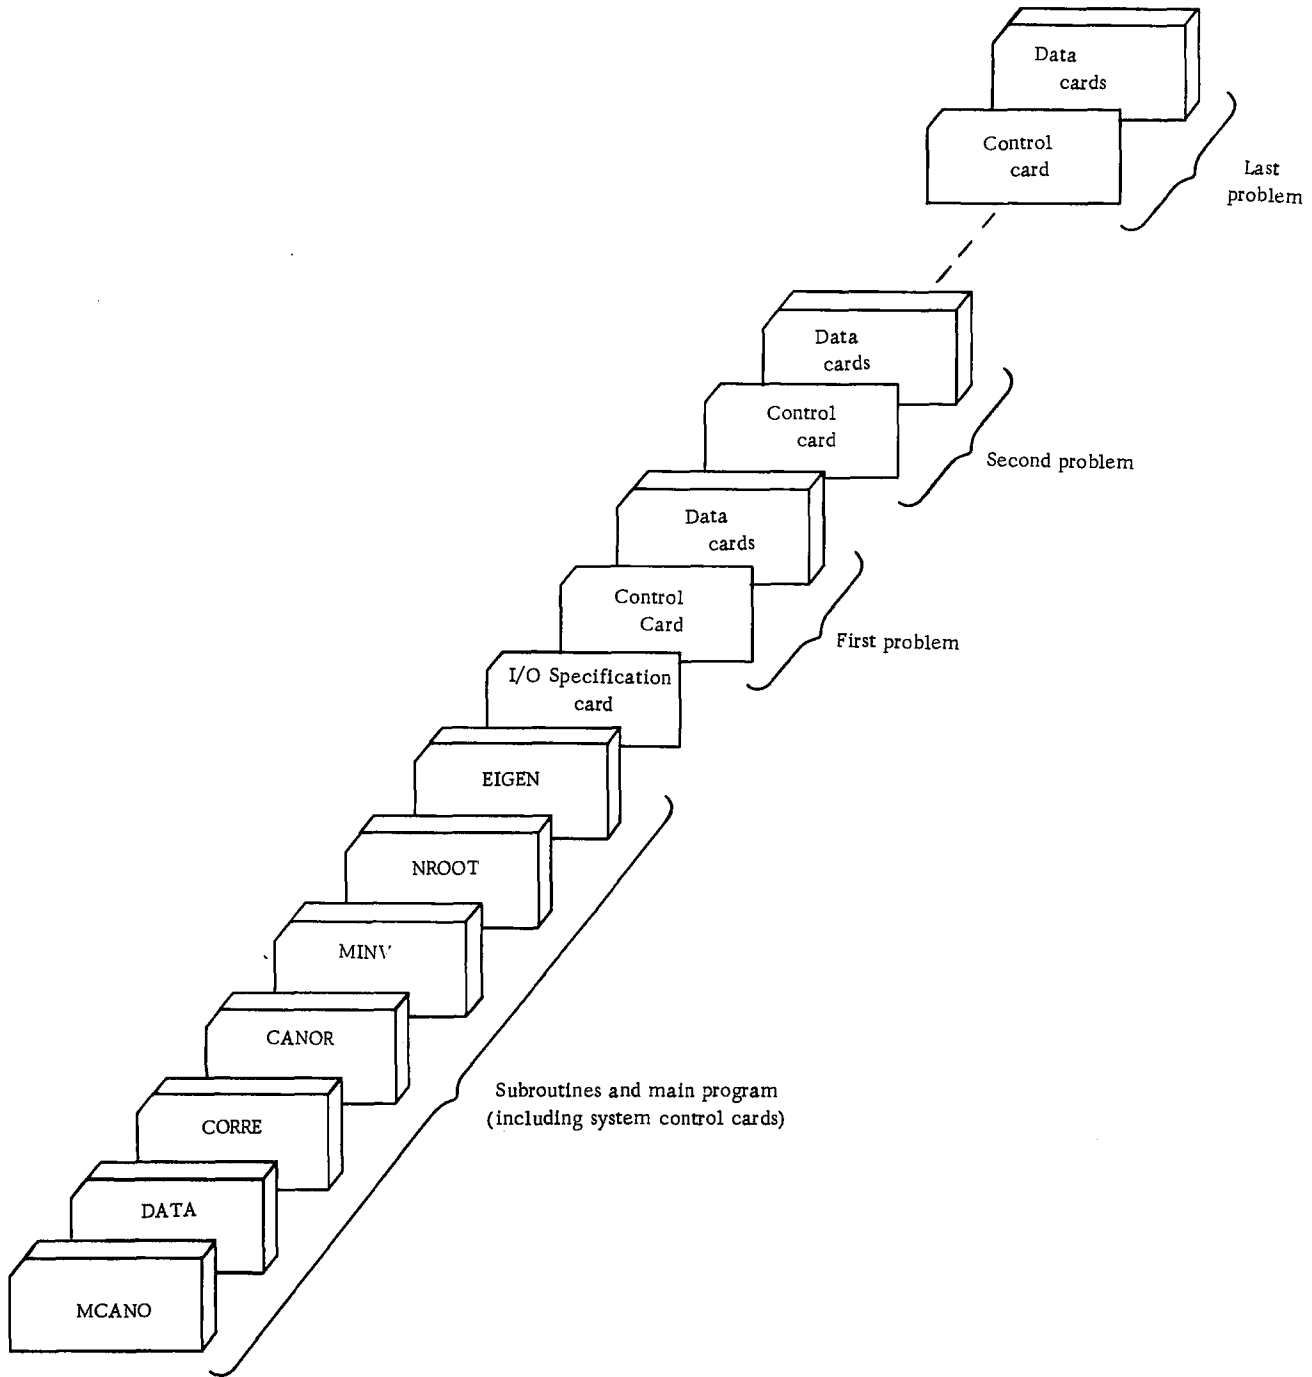 Data
cards
Control
card
Last
problem
Data
cards
Control
card
Second problem
Data
cards
Control
Card
First problem
I/O Specification
card
EIGEN
NROOT
MINV
CANOR
Subroutines and main program
(including system control cards)
CORRE
DATA
MCANO